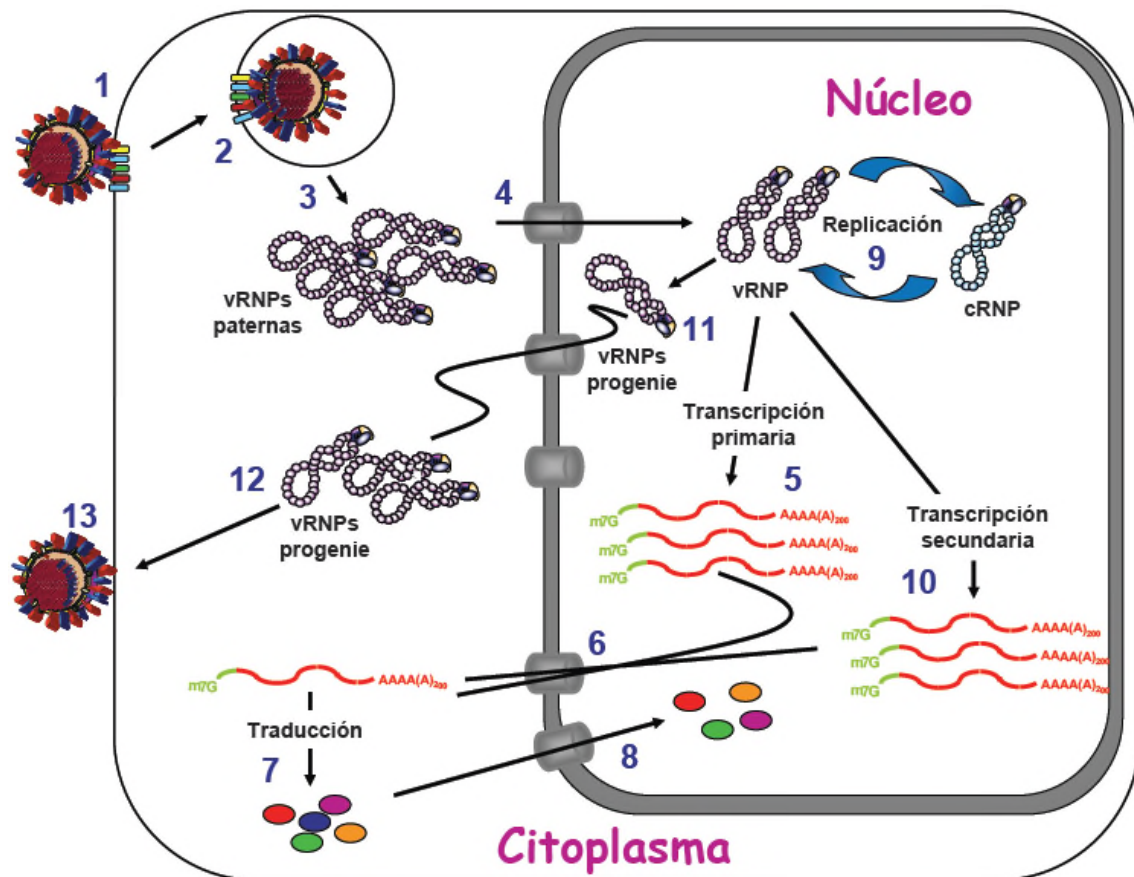 1
2
Núcleo
3
4
Replicación
9
vRNP
cRNP
vRNPs
paternas
11
vRNPs
progenie
Transcripción
primaria
5
12
vRNPs
progenie
13
m7G AAAA(A)200
m7G AAAA(A)200
m7G AAAA(A)200
Transcripción
secundaria
10
6
m7G AAAA(A)200
m7G AAAA(A)200
m7G AAAA(A)200
m7G AAAA(A)200
Traducción
7
8
Citoplasma